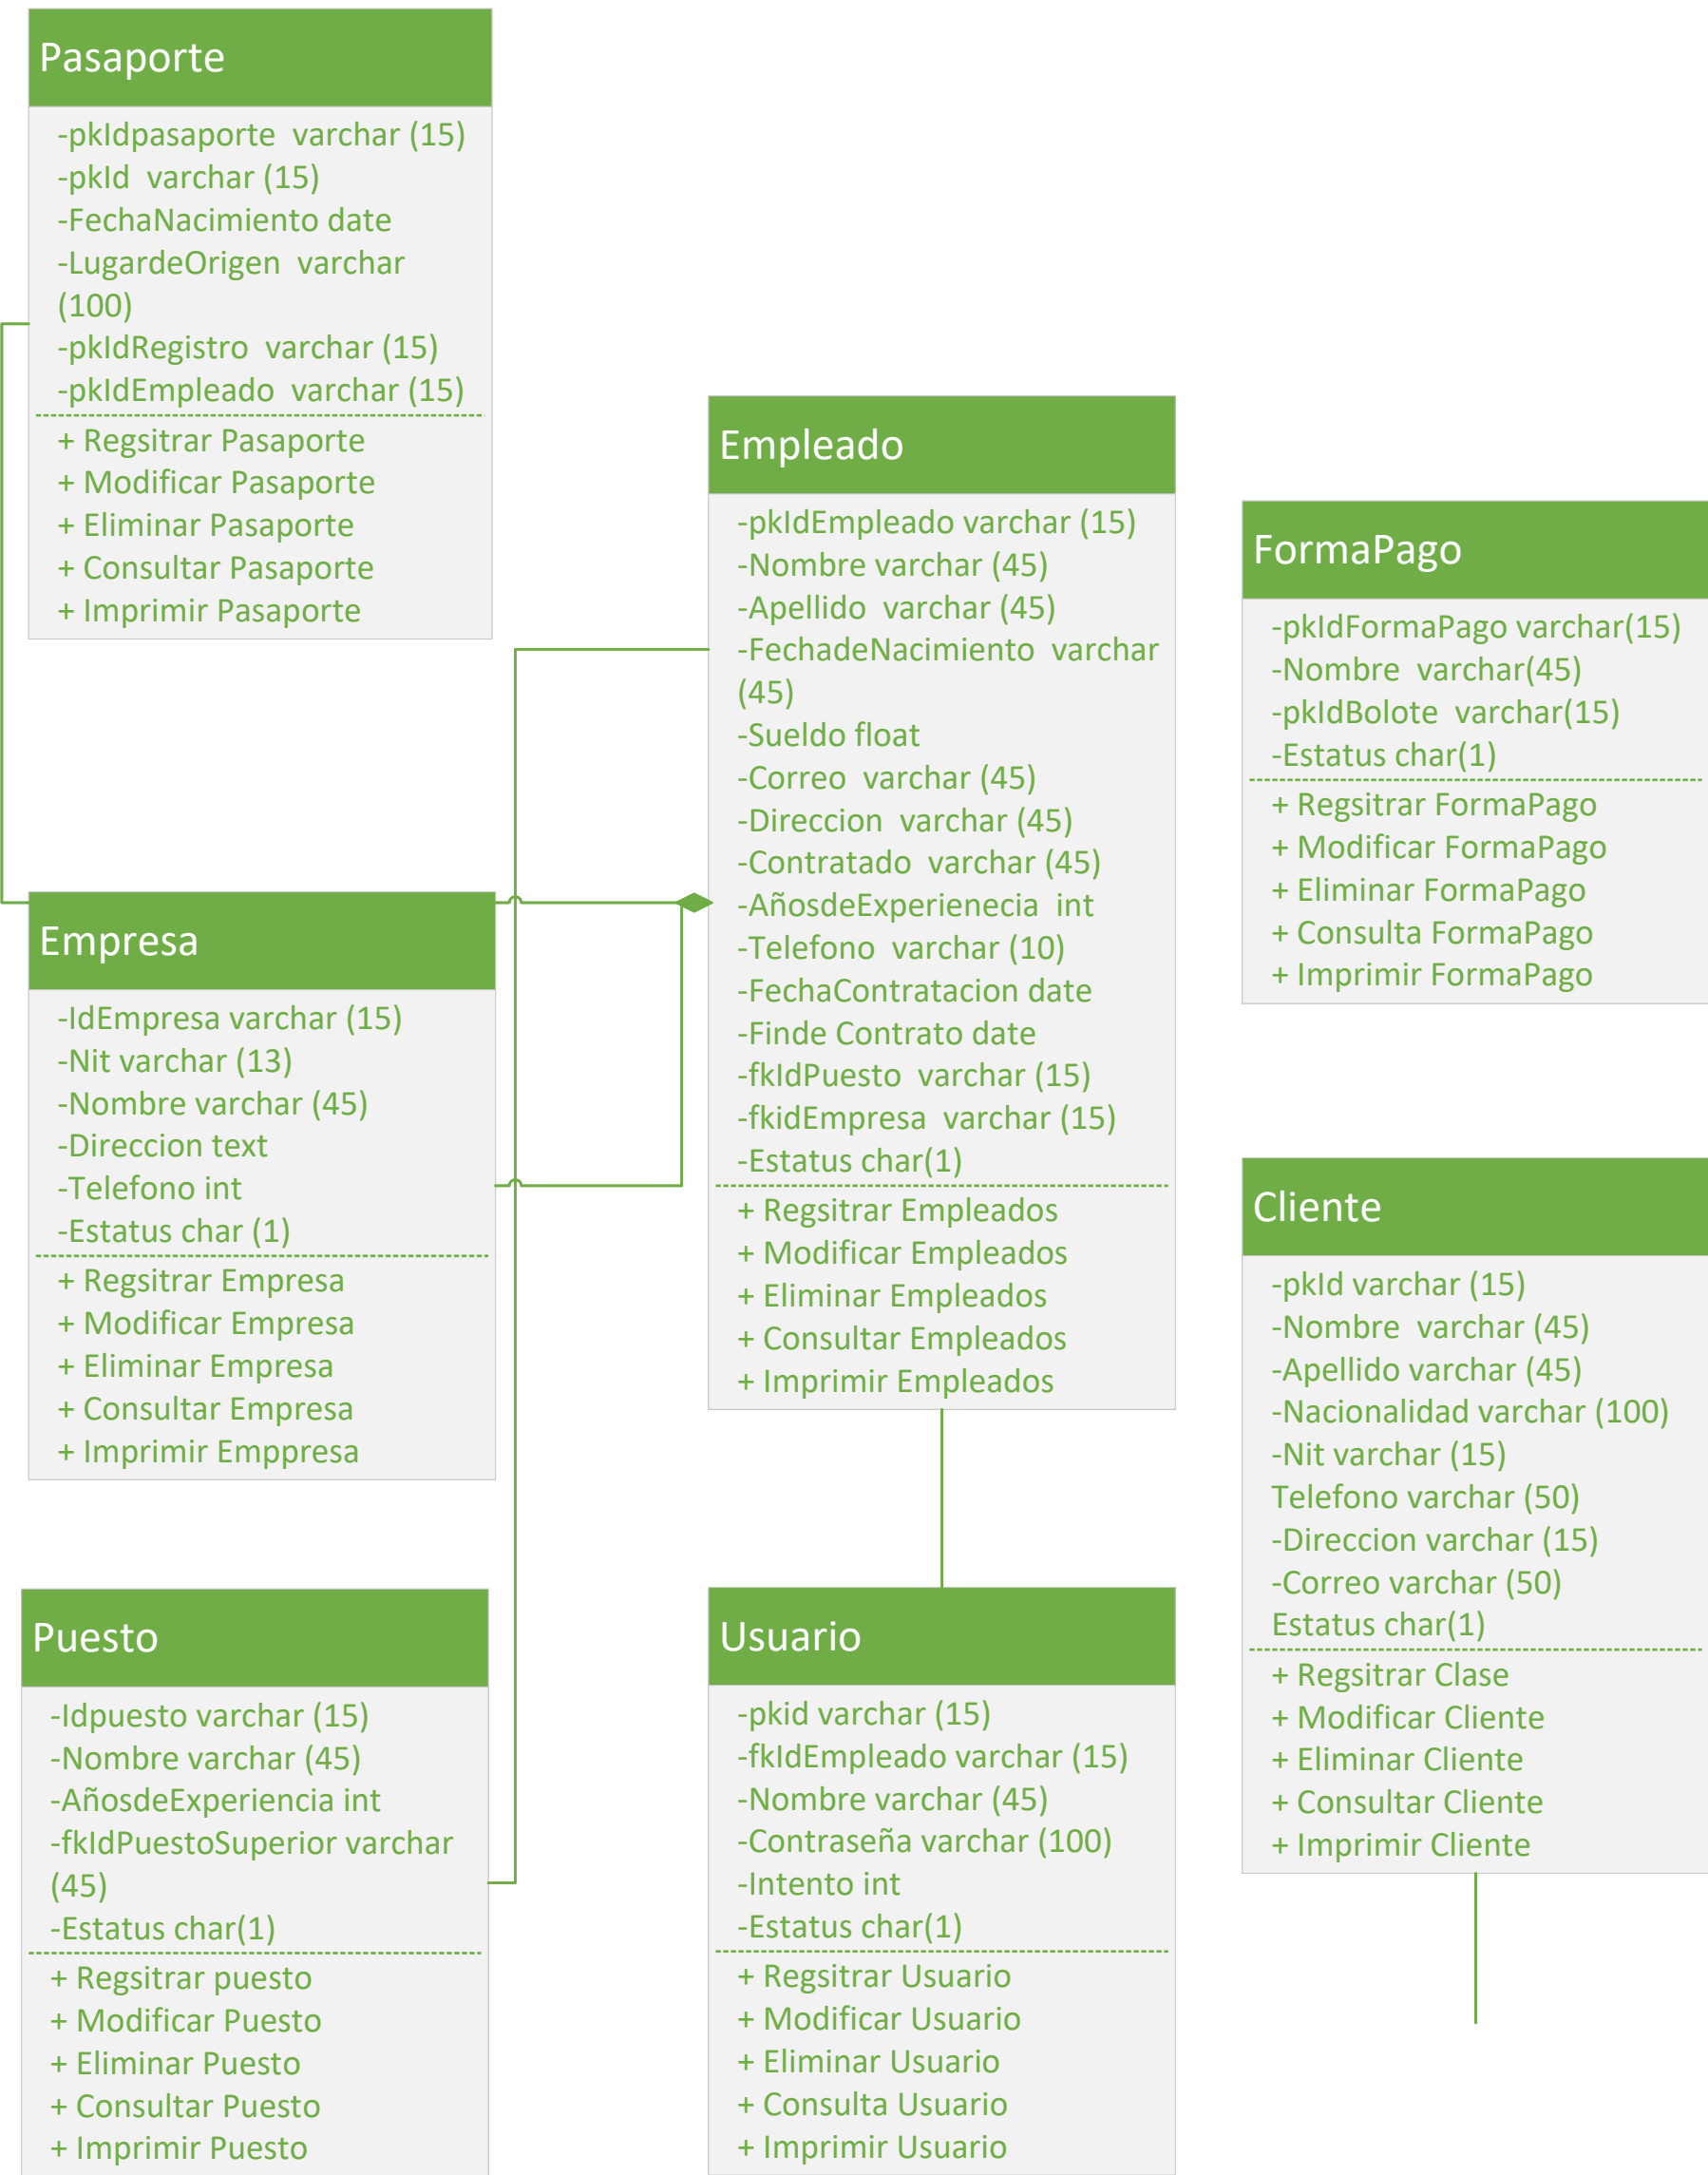 Pasaporte
-pkIdpasaporte varchar (15)
-pkId varchar (15)
-FechaNacimiento date
-LugardeOrigen varchar
(100)
-pkIdRegistro varchar (15)
-pkIdEmpleado varchar (15)
+ Regsitrar Pasaporte
+ Modificar Pasaporte
+ Eliminar Pasaporte
+ Consultar Pasaporte
+ Imprimir Pasaporte
Empresa
-IdEmpresa varchar (15)
-Nit varchar (13)
-Nombre varchar (45)
-Direccion text
-Telefono int
-Estatus char (1)
+ Regsitrar Empresa
+ Modificar Empresa
+ Eliminar Empresa
+ Consultar Empresa
+ Imprimir Emppresa
Puesto
-Idpuesto varchar (15)
-Nombre varchar (45)
-AñosdeExperiencia int
-fkIdPuestoSuperior varchar
(45)
-Estatus char(1)
+ Regsitrar puesto
+ Modificar Puesto
+ Eliminar Puesto
+ Consultar Puesto
+ Imprimir Puesto
Empleado
-pkIdEmpleado varchar (15)
-Nombre varchar (45)
-Apellido varchar (45)
-FechadeNacimiento varchar
(45)
-Sueldo float
-Correo varchar (45)
-Direccion varchar (45)
-Contratado varchar (45)
-AñosdeExperienecia int
-Telefono varchar (10)
-FechaContratacion date
-Finde Contrato date
-fkIdPuesto varchar (15)
-fkidEmpresa varchar (15)
-Estatus char(1)
+ Regsitrar Empleados
+ Modificar Empleados
+ Eliminar Empleados
+ Consultar Empleados
+ Imprimir Empleados
Usuario
-pkid varchar (15)
-fkIdEmpleado varchar (15)
-Nombre varchar (45)
-Contraseña varchar (100)
-Intento int
-Estatus char(1)
+ Regsitrar Usuario
+ Modificar Usuario
+ Eliminar Usuario
+ Consulta Usuario
+ Imprimir Usuario
FormaPago
-pkIdFormaPago varchar(15)
-Nombre varchar(45)
-pkIdBolote varchar(15)
-Estatus char(1)
+ Regsitrar FormaPago
+ Modificar FormaPago
+ Eliminar FormaPago
+ Consulta FormaPago
+ Imprimir FormaPago
Cliente
-pkId varchar (15)
-Nombre varchar (45)
-Apellido varchar (45)
-Nacionalidad varchar (100)
-Nit varchar (15)
Telefono varchar (50)
-Direccion varchar (15)
-Correo varchar (50)
Estatus char(1)
+ Regsitrar Clase
+ Modificar Cliente
+ Eliminar Cliente
+ Consultar Cliente
+ Imprimir Cliente